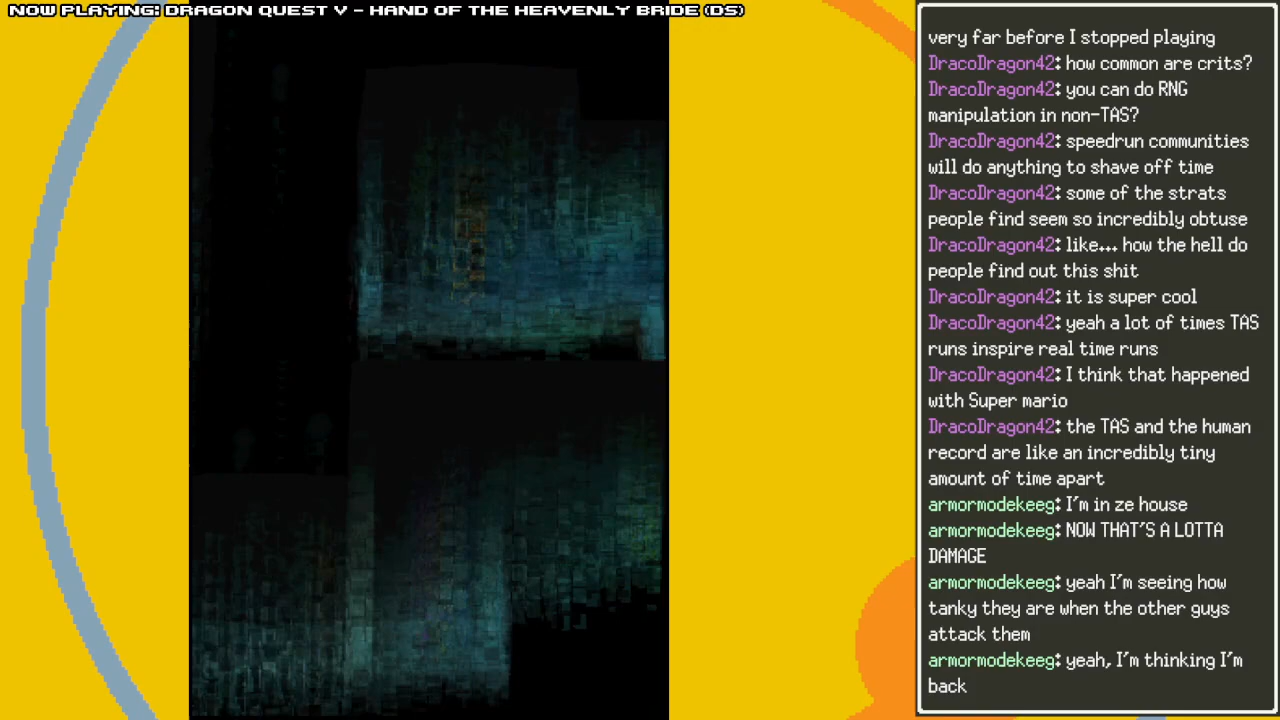 NOW PLAYING: DRAGON QUEST V - HAND OF THE HEAVENLY BRIDE (DS)
very far before I stopped playing
DracoDragon42: how common are crits?
DracoDragon42: you can do RNG
manipulation in non-TAS?
DracoDragon42: speedrun communities
will do anything to shave off time
DracoDragon42: some of the strats
people find seem so incredibly obtuse
DracoDragon42: like... how the hell do
people find out this shit
DracoDragon42: it is super cool
DracoDragon42: yeah a lot of times TAS
runs inspire real time runs
DracoDragon42: I think that happened
with Super mario
DracoDragon42: the TAS and the human
record are like an incredibly tiny
amount of time apart
armormodekeeg: I'm in ze house
armormodekeeg: NOW THAT'S A LOTTA
DAMAGE
armormodekeeg: yeah I'm seeing how
tanky they are when the other guys
attack them
armormodekeeg: yeah, I'm thinking I'm
back